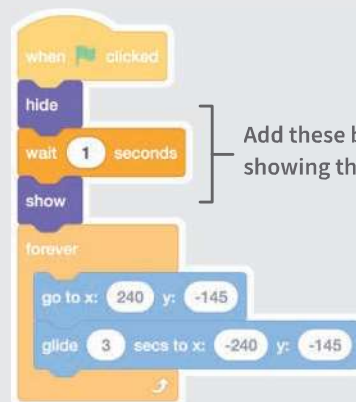 when clicked
hide
wait 1 seconds
Add these b
showing th
show
forever
go to x: 240 y: -145
glide 3 secs to x: -240 y: -145